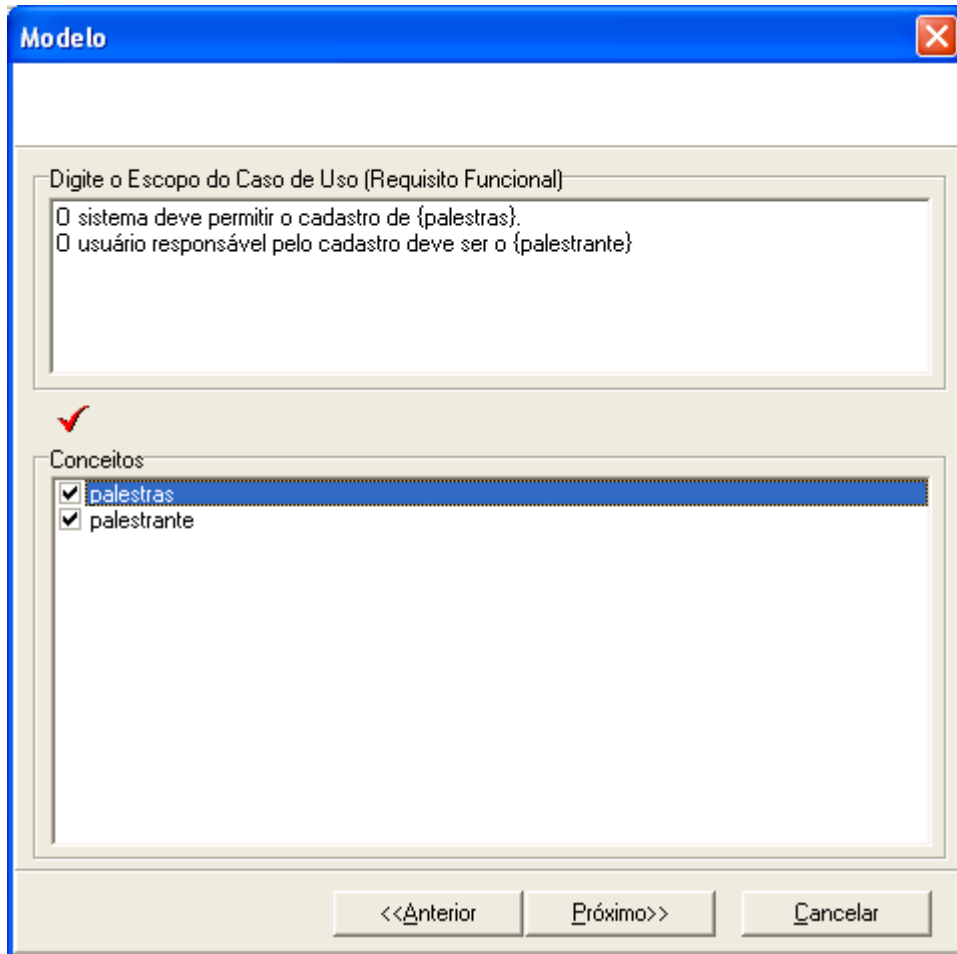 Modelo
Digite o Escopo do Caso de Uso (Requisito Funcional)
O sistema deve permitir o cadastro de {palestras}.
O usuário responsável pelo cadastro deve ser o {palestrante}
Conceitos
palestras
palestrante
<<Anterior Próximo>> Cancelar